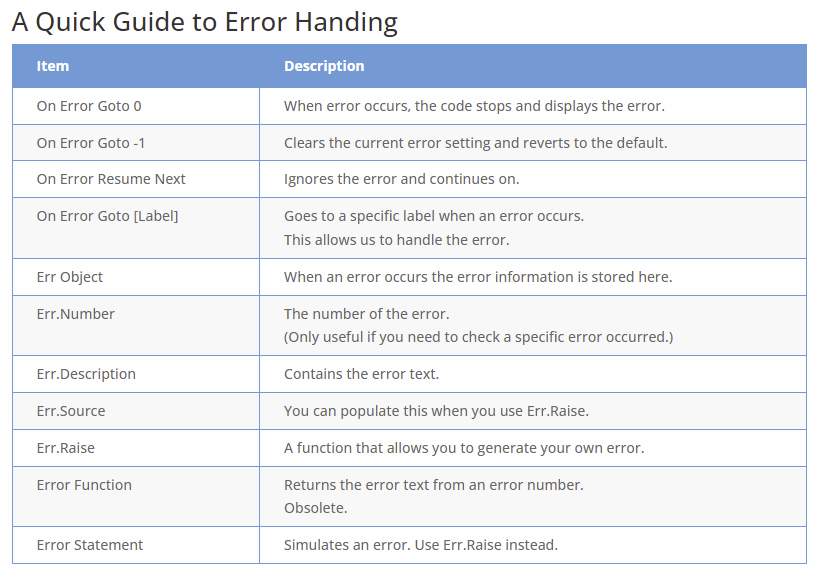 A Quick Guide to Error Handing
Item Description
On Error Goto 0 When error occurs, the code stops and displays the error.
On Error Goto -1 Clears the current error setting and reverts to the default.
On Error Resume Next Ignores the error and continues on.
On Error Goto [Label] Goes to a specific label when an error occurs.
This allows us to handle the error.
Err Object When an error occurs the error information is stored here.
Err.Number The number of the error.
(Only useful if you need to check a specific error occurred.)
Err.Description Contains the error text.
Err.Source You can populate this when you use Err.Raise.
Err.Raise A function that allows you to generate your own error.
Error Function Returns the error text from an error number.
Obsolete.
Error Statement Simulates an error. Use Err.Raise instead.